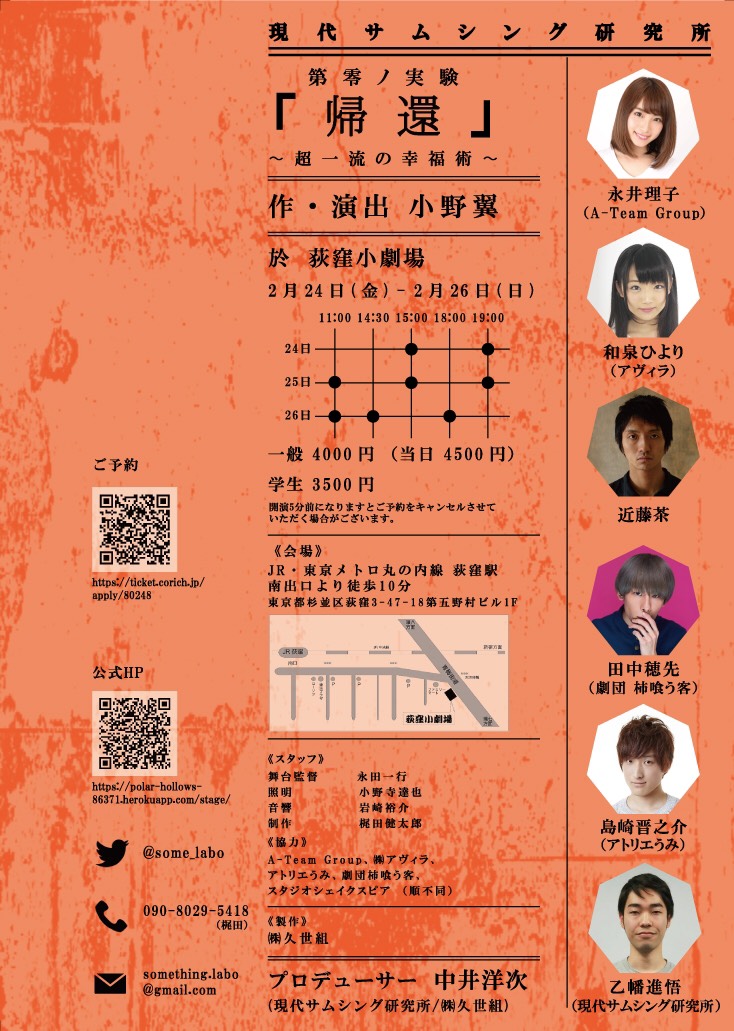 現代サムシング研究所
第零ノ実験
「帰還」
～超一流の幸福術～
作・演出 小野翼
於 荻窪小劇場
2月24日(金)－2月26日(日)
11:00 14:30 15:00 18:00 19:00
24日
25日
26日
一般 4000円 （当日 4500円）
学生 3500円
開演5分前になりますとご予約をキャンセルさせて
いただく場合がございます。
《会場》
JR・東京メトロ丸の内線 荻窪駅
南出口より徒歩10分
東京都杉並区荻窪3-47-18第五野村ビル1F
JR 荻窪
南口
荻窪小劇場
《スタッフ》
舞台監督 永田一行
照明 小野寺達也
音響 岩崎裕介
制作 梶田健太郎
《協力》
A-Team Group、㈱アヴィラ、
アトリエうみ、劇団柿喰う客、
スタジオシェイクスピア （順不同）
《製作》
㈱久世組
プロデューサー 中井洋次
(現代サムシング研究所/㈱久世組)
永井理子
（A-Team Group）
和泉ひより
（アヴィラ）
近藤茶
田中穂先
（劇団 柿喰う客）
島崎晋之介
（アトリエうみ）
乙幡進悟
（現代サムシング研究所）
ご予約
https://ticket.corich.jp/
apply/80248
公式HP
https://polar-hollows-
86371.herokuapp.com/stage/
@some_labo
090-8029-5418
（梶田）
something.labo
@gmail.com